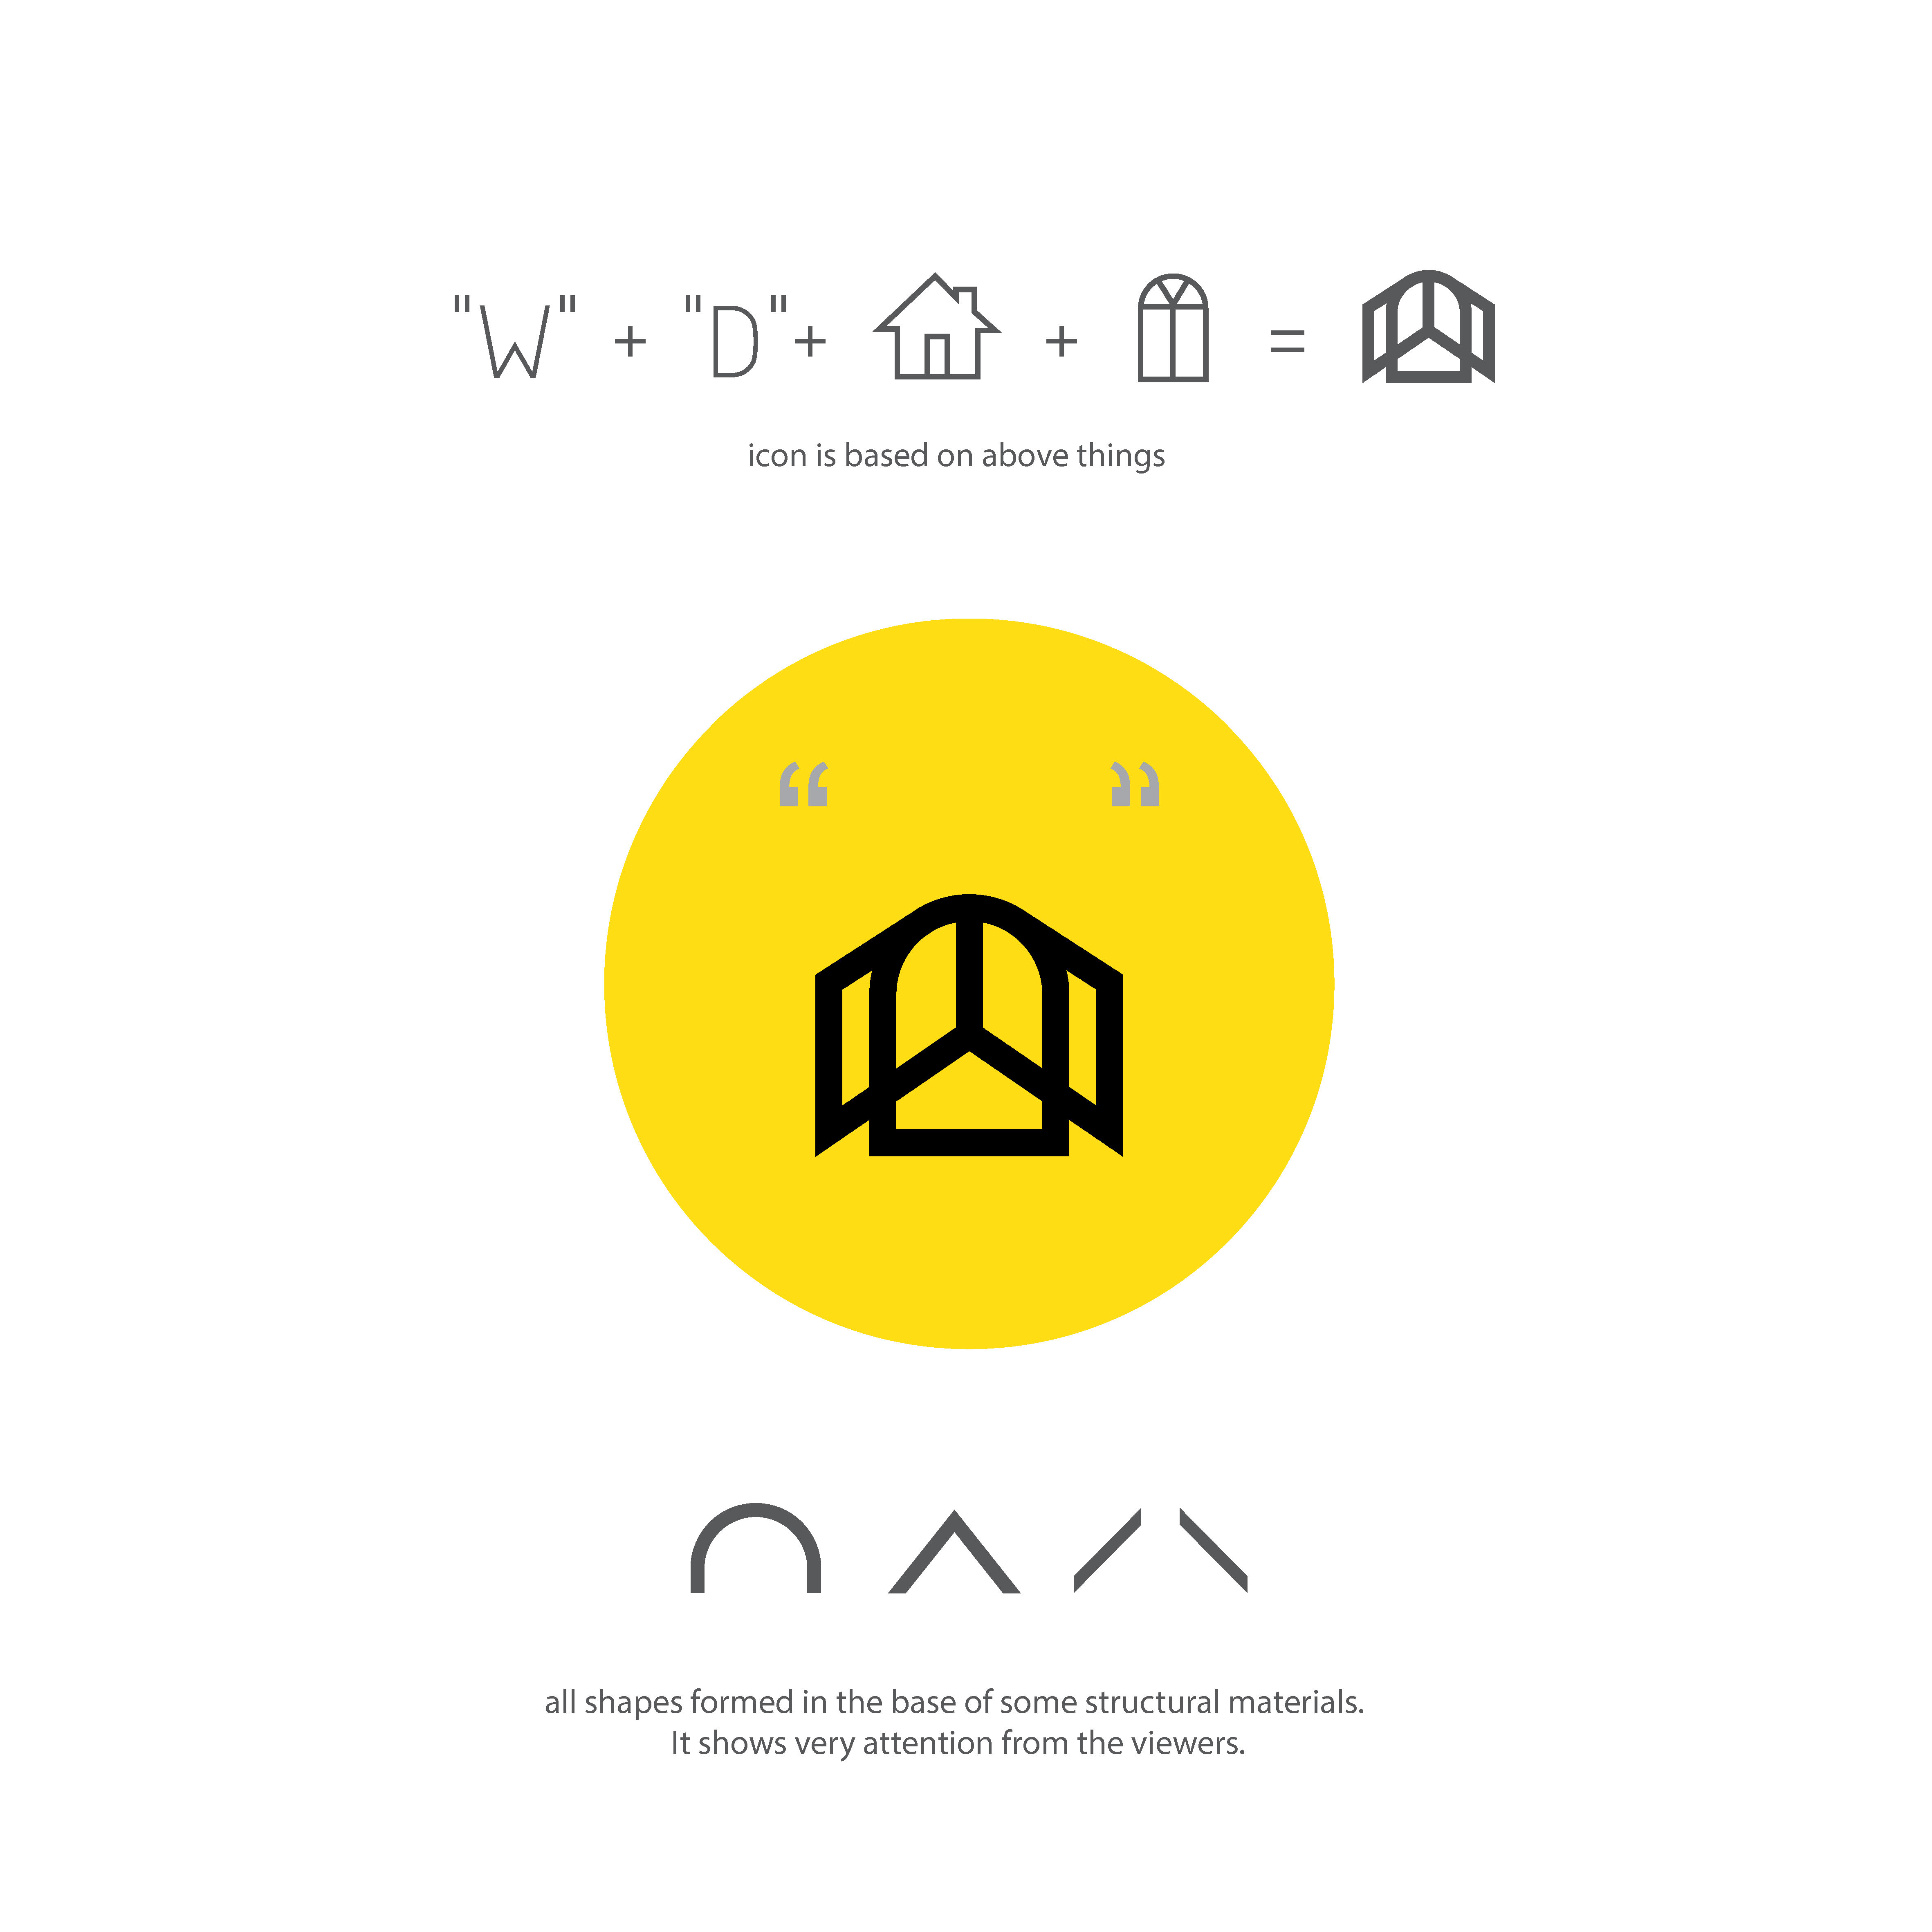 "W" + "D" + + =
icon is based on above things
“ ”
all shapes formed in the base of some structural materials.
It shows very attention from the viewers.